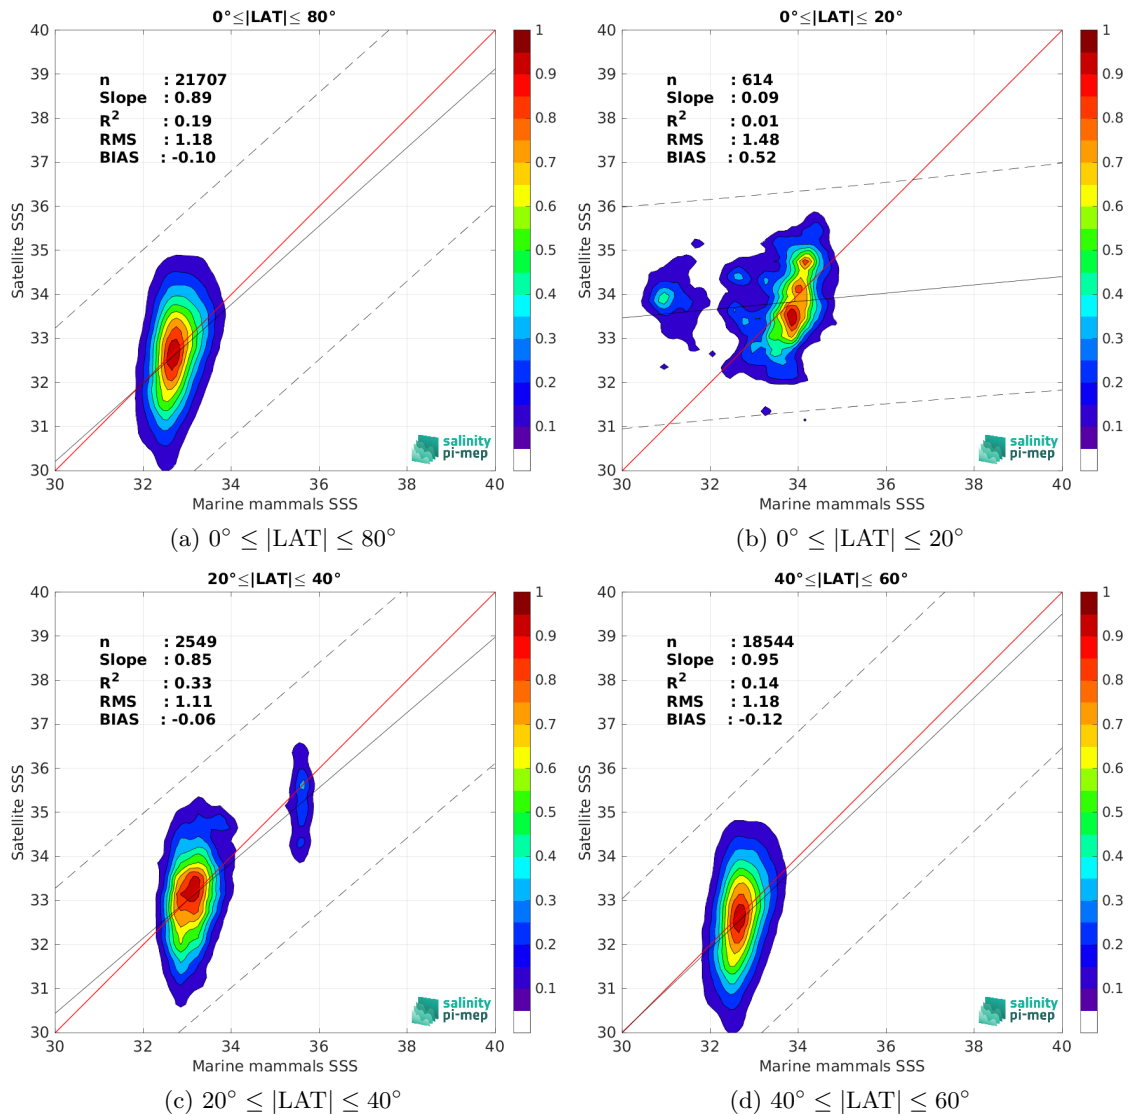 0°≤|LAT|≤ 80°
40
39
38
37
36
35
34
33
32
31
30
Satellite SSS
n : 21707
Slope : 0.89
R² : 0.19
RMS : 1.18
BIAS : -0.10
salinity
pi-mep
30 32 34 36 38 40
Marine mammals SSS
1
0.9
0.8
0.7
0.6
0.5
0.4
0.3
0.2
0.1
(a) 0° ≤ |LAT| ≤ 80°
0°≤|LAT|≤ 20°
40
39
38
37
36
35
34
33
32
31
30
Satellite SSS
n : 614
Slope : 0.09
R² : 0.01
RMS : 1.48
BIAS : 0.52
salinity
pi-mep
30 32 34 36 38 40
Marine mammals SSS
1
0.9
0.8
0.7
0.6
0.5
0.4
0.3
0.2
0.1
(b) 0° ≤ |LAT| ≤ 20°
20°≤|LAT|≤ 40°
40
39
38
37
36
35
34
33
32
31
30
Satellite SSS
n : 2549
Slope : 0.85
R² : 0.33
RMS : 1.11
BIAS : -0.06
salinity
pi-mep
30 32 34 36 38 40
Marine mammals SSS
1
0.9
0.8
0.7
0.6
0.5
0.4
0.3
0.2
0.1
(c) 20° ≤ |LAT| ≤ 40°
40°≤|LAT|≤ 60°
40
39
38
37
36
35
34
33
32
31
30
Satellite SSS
n : 18544
Slope : 0.95
R² : 0.14
RMS : 1.18
BIAS : -0.12
salinity
pi-mep
30 32 34 36 38 40
Marine mammals SSS
1
0.9
0.8
0.7
0.6
0.5
0.4
0.3
0.2
0.1
(d) 40° ≤ |LAT| ≤ 60°